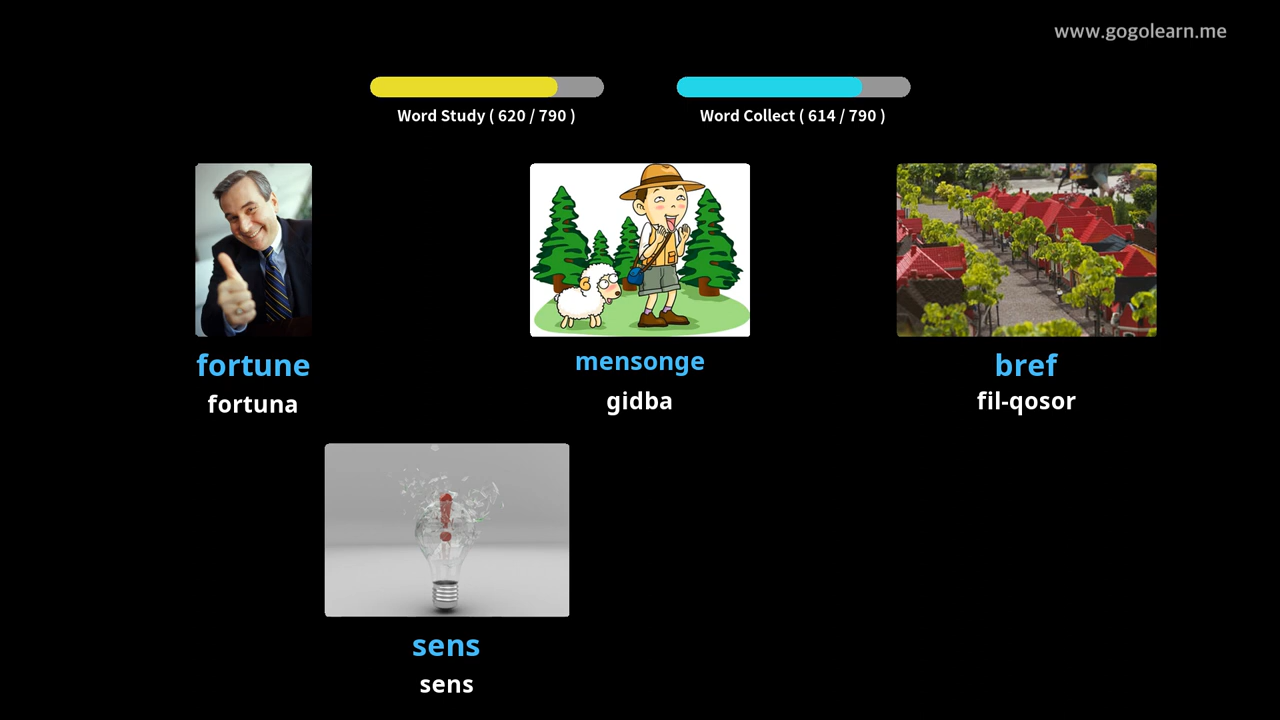 www.gogolearn.me
Word Study ( 620 / 790 )
Word Collect ( 614 / 790 )
fortune
fortuna
mensonge
gidba
bref
fil-qosor
sens
sens